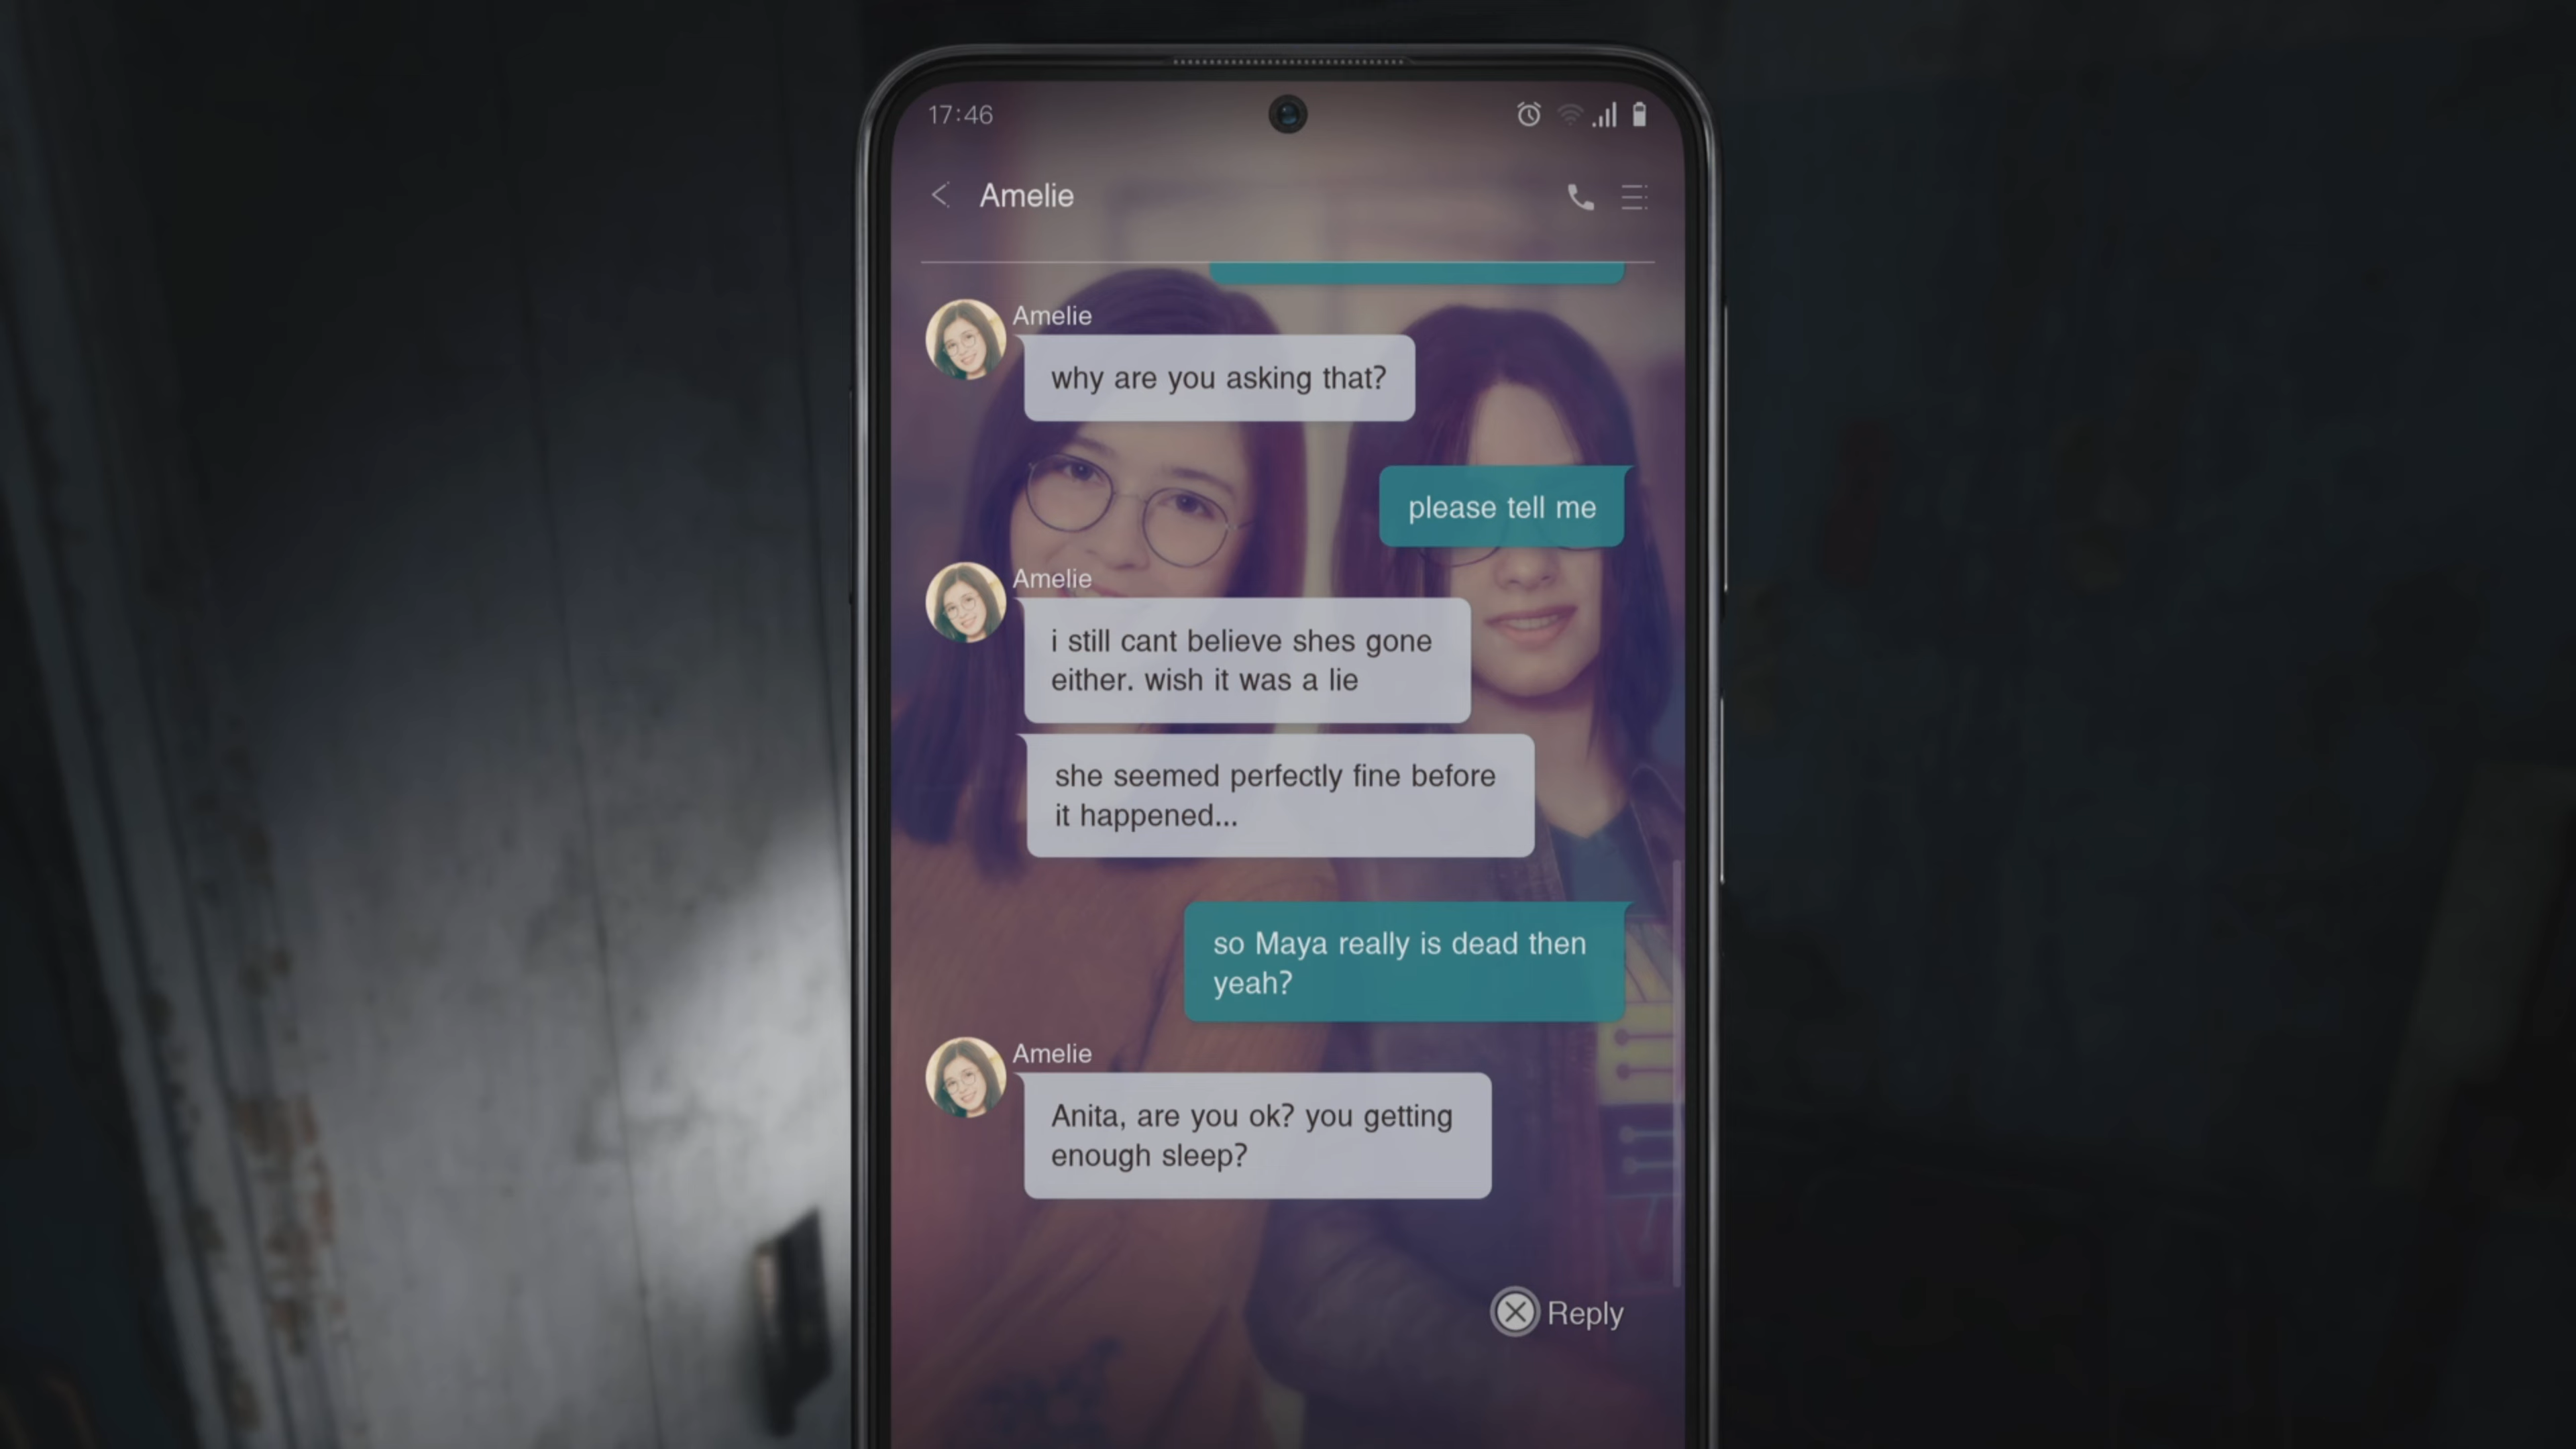 17:46
Amelie
Amelie
why are you asking that?
please tell me
Amelie
i still cant believe shes gone
either. wish it was a lie
she seemed perfectly fine before
it happened...
so Maya really is dead then
yeah?
Amelie
Anita, are you ok? you getting
enough sleep?
Reply